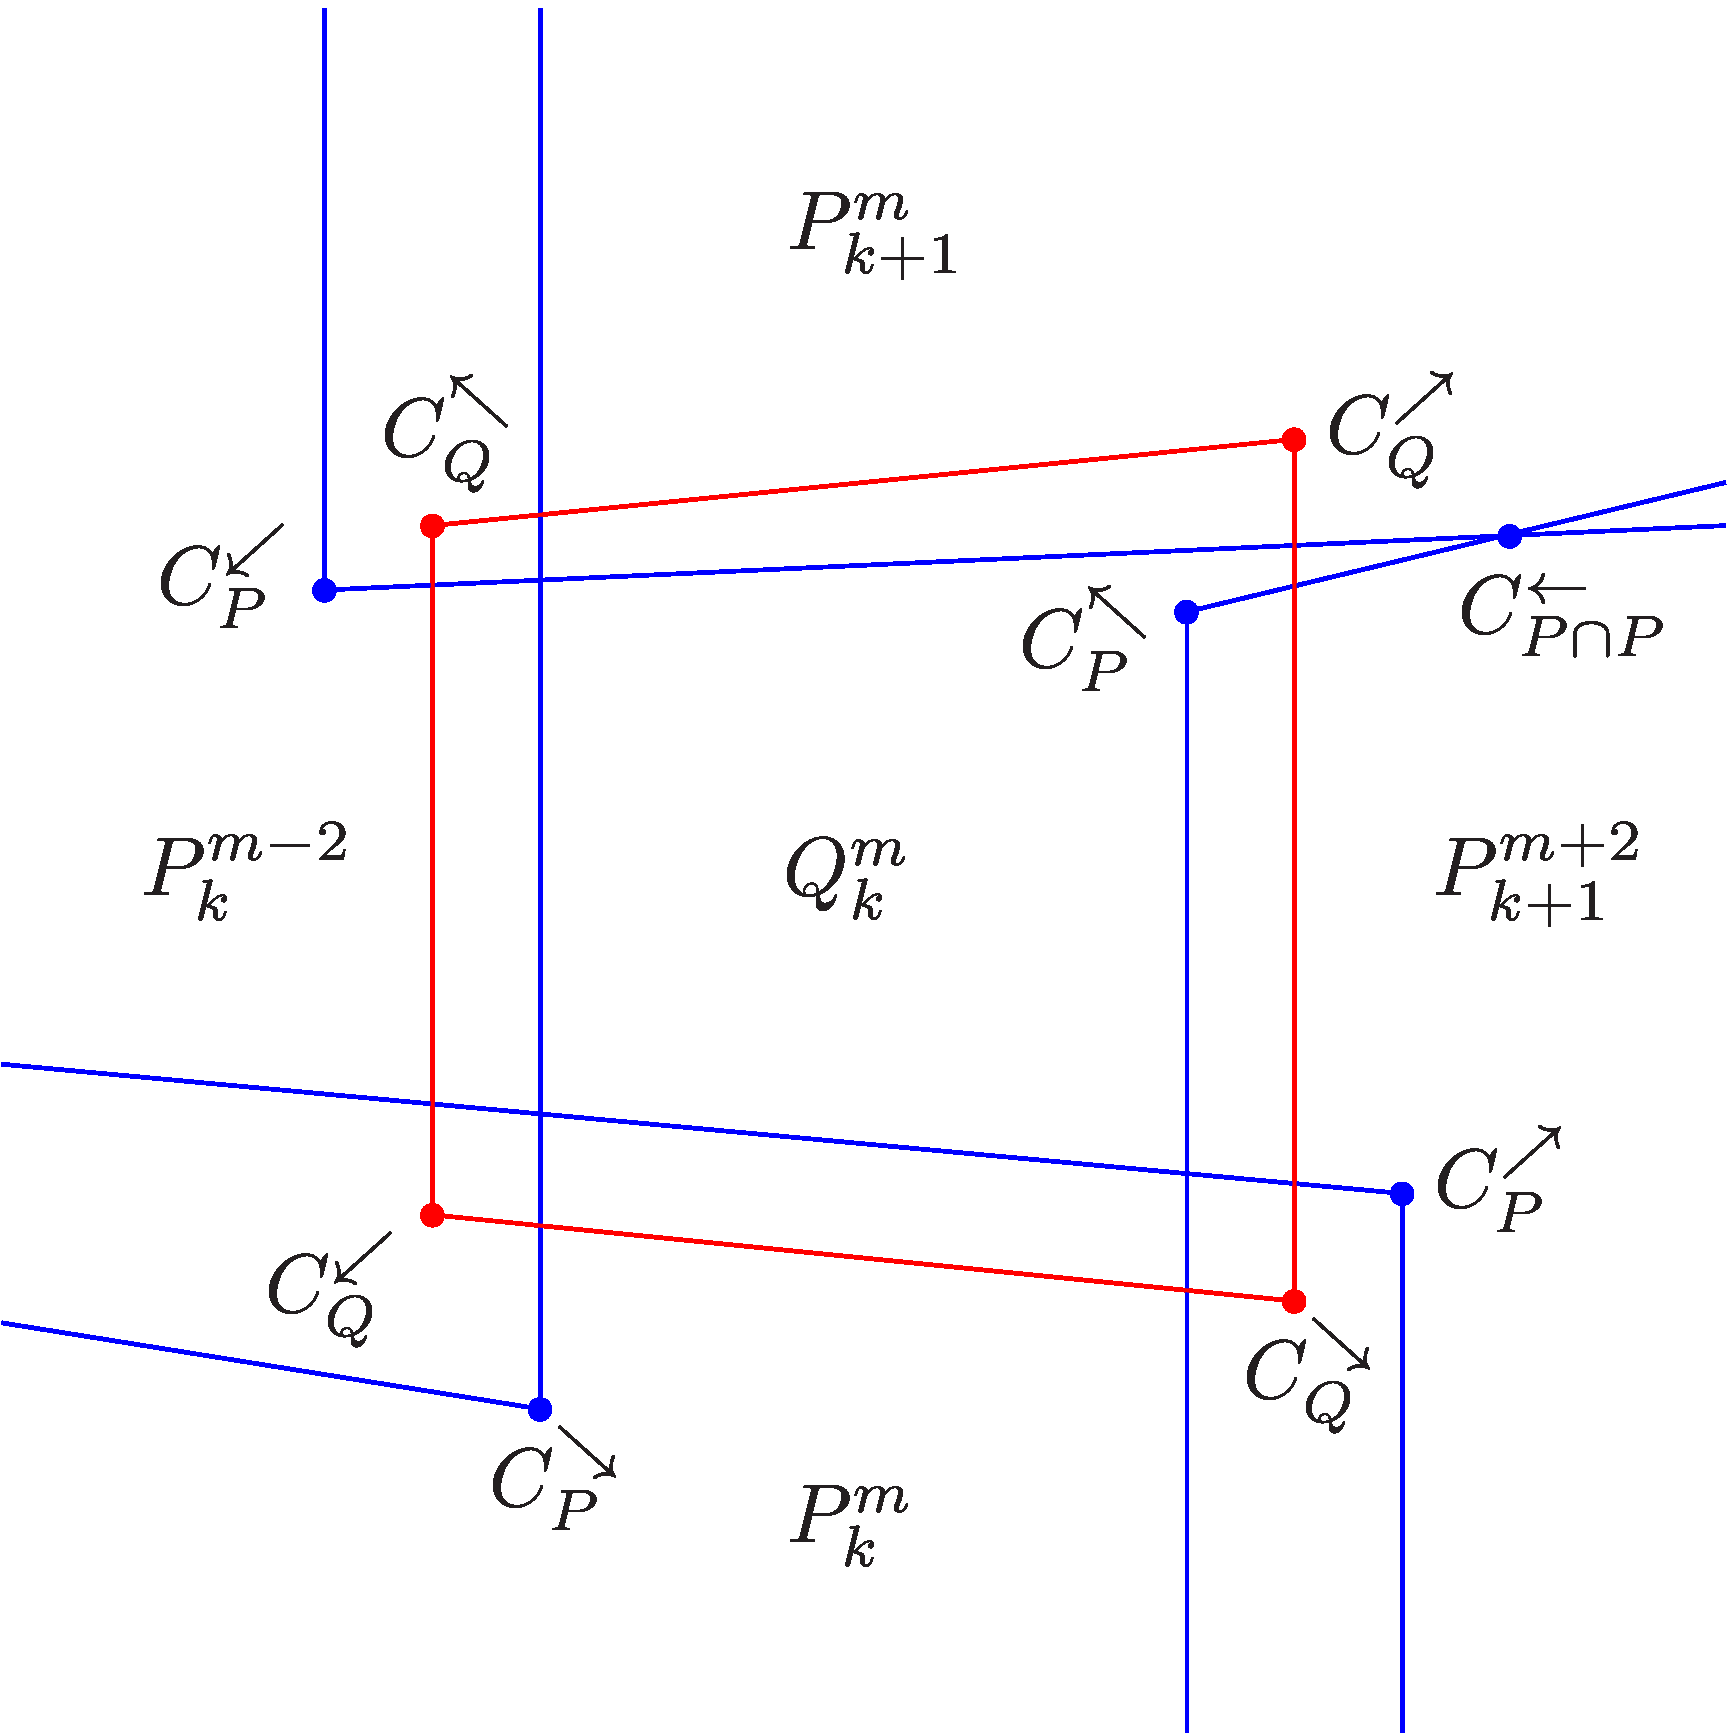 $P_{k+1}^{m}$
$C_Q^{\nwarrow}$
$C_Q^{\nearrow}$
$C_P^{\swarrow}$
$C_P^{\nwarrow}$
$C_{P \cap P}^{\leftarrow}$
$P_k^{m-2}$
$Q_k^m$
$P_{k+1}^{m+2}$
$C_P^{\nearrow}$
$C_Q^{\swarrow}$
$C_Q^{\searrow}$
$C_P^{\searrow}$
$P_k^m$